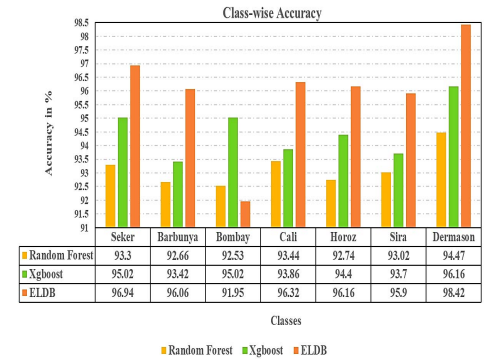 Class-wise Accuracy
Accuracy in %
98.5
98
97.5
97
96.5
96
95.5
95
94.5
94
93.5
93
92.5
92
91.5
91
Seker Barbunya Bombay Cali Horoz Sira Dermason
Random Forest 93.3 92.66 92.53 93.44 92.74 93.02 94.47
Xgboost 95.02 93.42 95.02 93.86 94.4 93.7 96.16
ELDB 96.94 96.06 91.95 96.32 96.16 95.9 98.42
Classes
Random Forest Xgboost ELDB